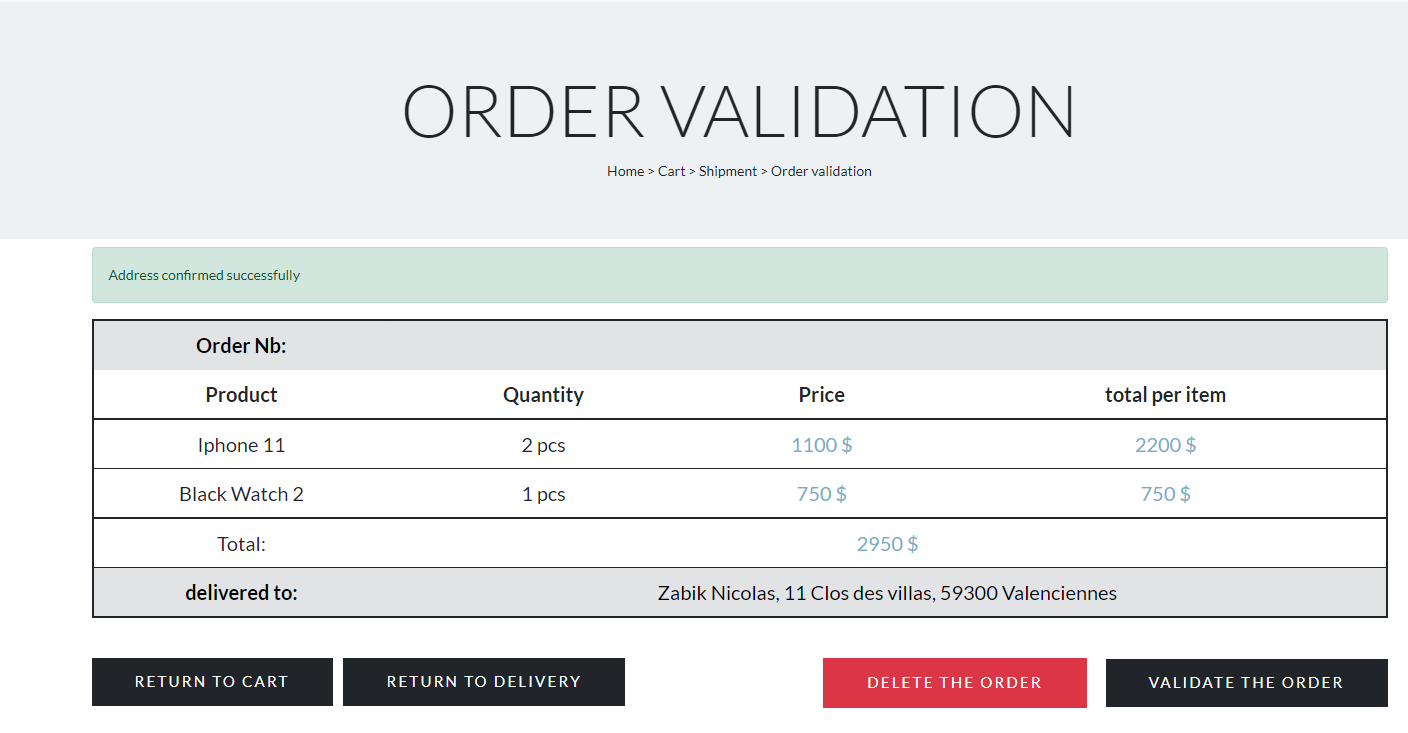 ORDER VALIDATION
Home > Cart > Shipment > Order validation
Address confirmed successfully
Order Nb:
Product Quantity Price total per item
Iphone 11 2 pcs 1100 $ 2200 $
Black Watch 2 1 pcs 750 $ 750 $
Total: 2950 $
delivered to: Zabik Nicolas, 11 Clos des villas, 59300 Valenciennes
RETURN TO CART RETURN TO DELIVERY DELETE THE ORDER VALIDATE THE ORDER